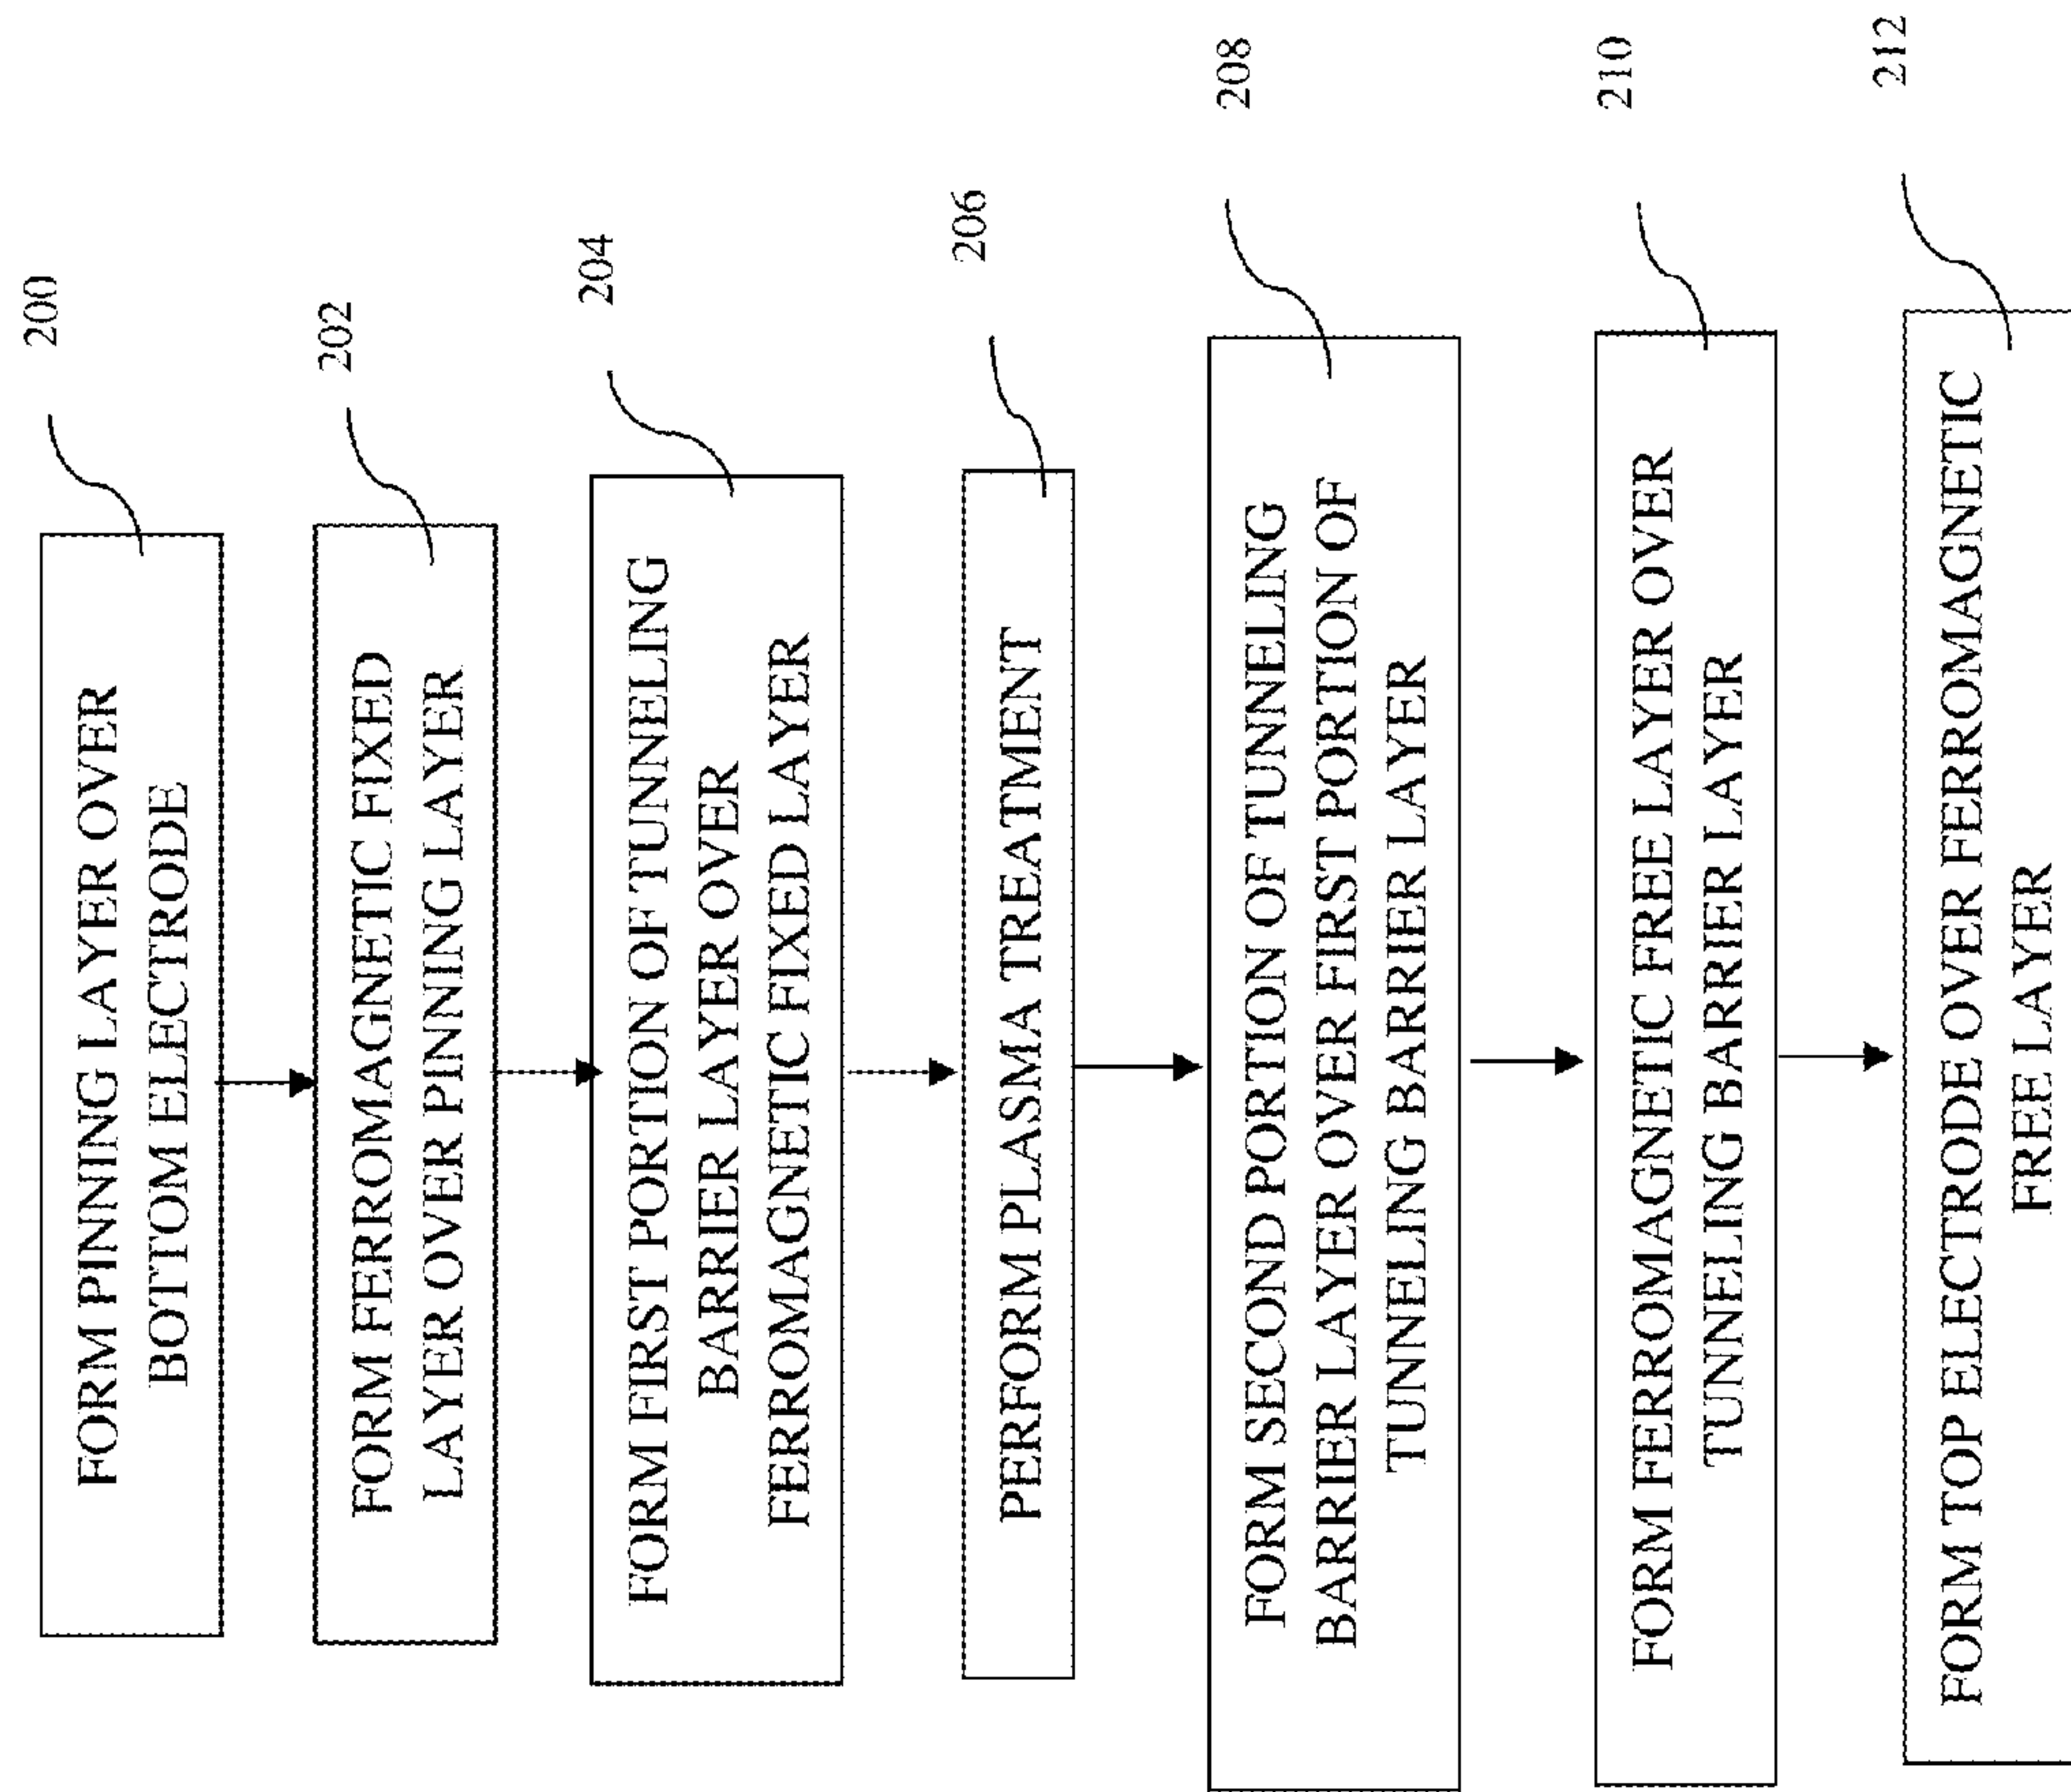 200
FORM PINNING LAYER OVER
BOTTOM ELECTRODE
202
FORM FERROMAGNETIC FIXED
LAYER OVER PINNING LAYER
204
FORM FIRST PORTION OF TUNNELING
BARRIER LAYER OVER
FERROMAGNETIC FIXED LAYER
206
PERFORM PLASMA TREATMENT
208
FORM SECOND PORTION OF TUNNELING
BARRIER LAYER OVER FIRST PORTION OF
TUNNELING BARRIER LAYER
210
FORM FERROMAGNETIC FREE LAYER OVER
TUNNELING BARRIER LAYER
212
FORM TOP ELECTRODE OVER FERROMAGNETIC
FREE LAYER